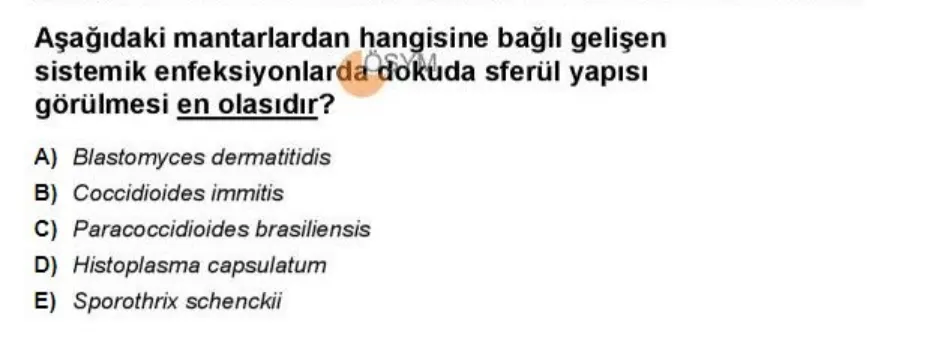 Aşağıdaki mantarlardan hangisine bağlı gelişen
sistemik enfeksiyonlarda dokuda sferül yapısı
görülmesi en olasıdır?
ÖSYM
A) Blastomyces dermatitidis
B) Coccidioides immitis
C) Paracoccidioides brasiliensis
D) Histoplasma capsulatum
E) Sporothrix schenckii